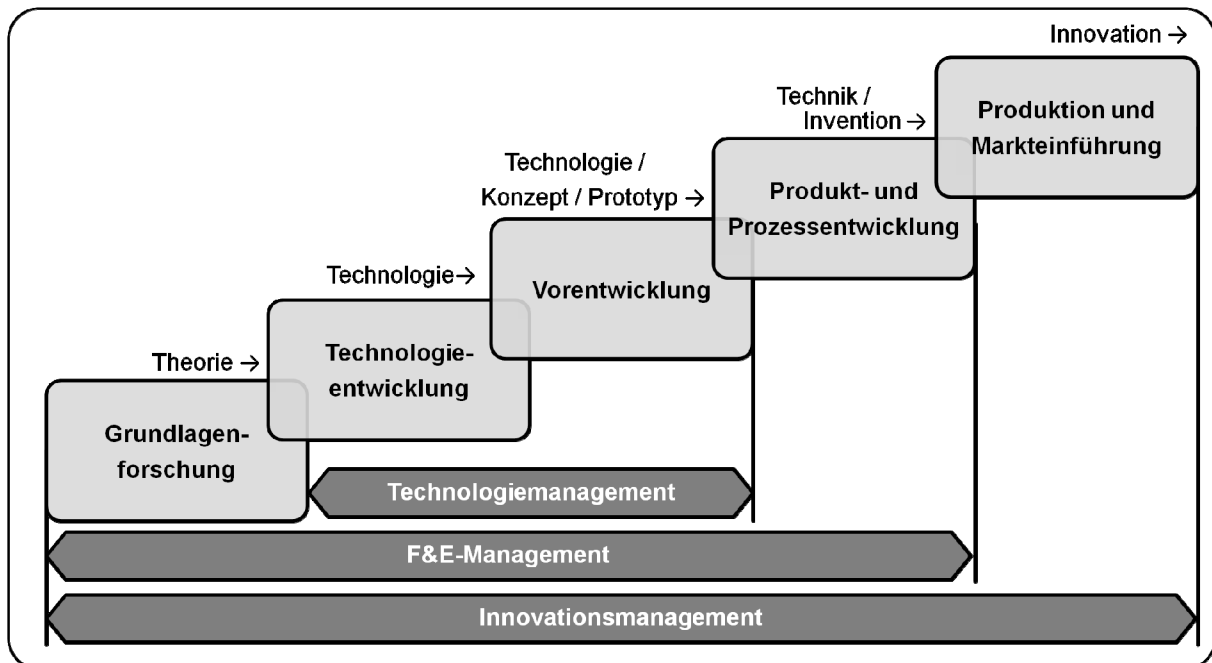 Innovation →
Produktion und
Markteinführung
Technik /
Invention →
Produkt- und
Prozessentwicklung
Technologie /
Konzept / Prototyp →
Vorentwicklung
Technologie→
Technologie-
entwicklung
Theorie →
Grundlagen-
forschung
Technologiemanagement
F&E-Management
Innovationsmanagement